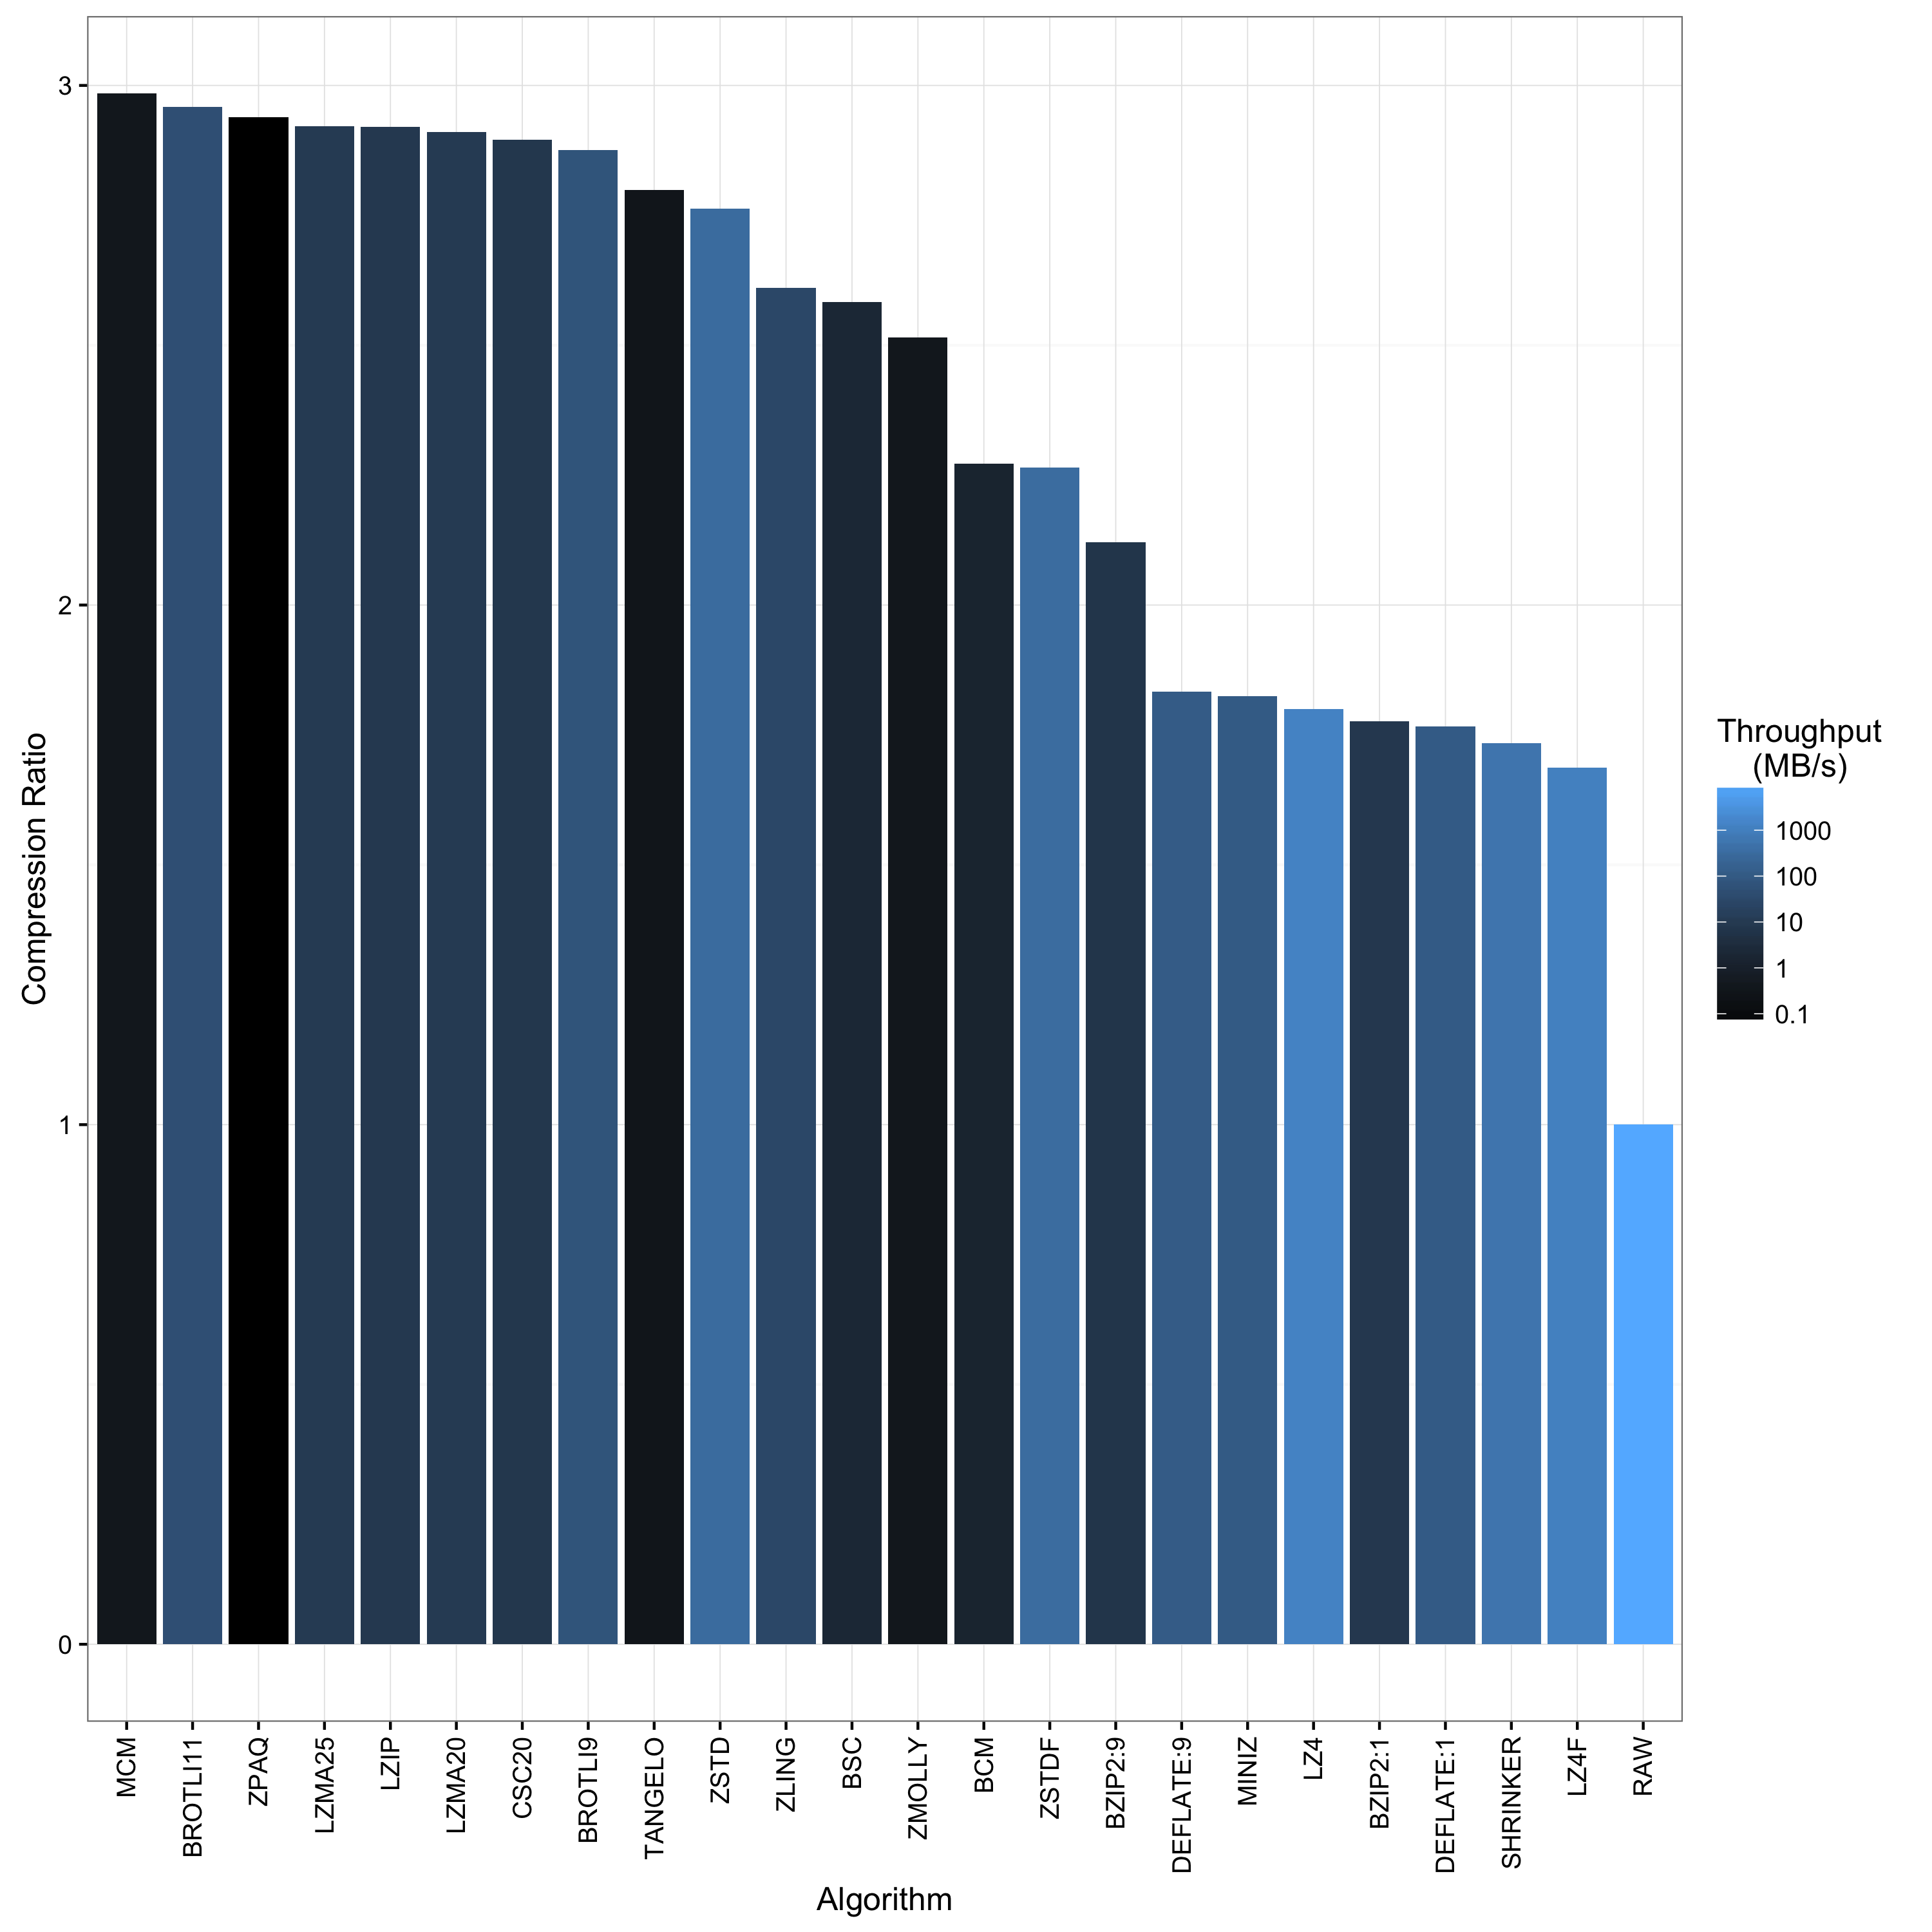 3
2
1
0
Compression Ratio
MCM
BROTLI11
ZPAQ
LZMA25
LZIP
LZMA20
CSC20
BROTLI9
TANGELO
ZSTD
ZLING
BSC
ZMOLLY
BCM
ZSTDF
BZIP2:9
DEFLATE:9
MINIZ
LZ4
BZIP2:1
DEFLATE:1
SHRINKER
LZ4F
RAW
Algorithm
Throughput
(MB/s)
1000
100
10
1
0.1